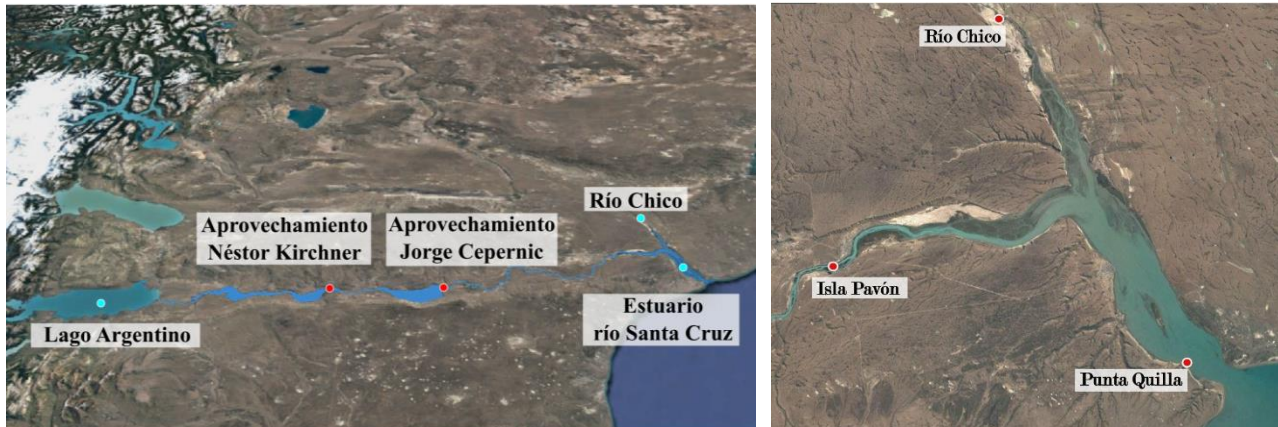 Río Chico
Aprovechamiento
Néstor Kirchner
Aprovechamiento
Jorge Cepernic
Lago Argentino
Estuario
río Santa Cruz
Río Chico
Isla Pavón
Punta Quilla